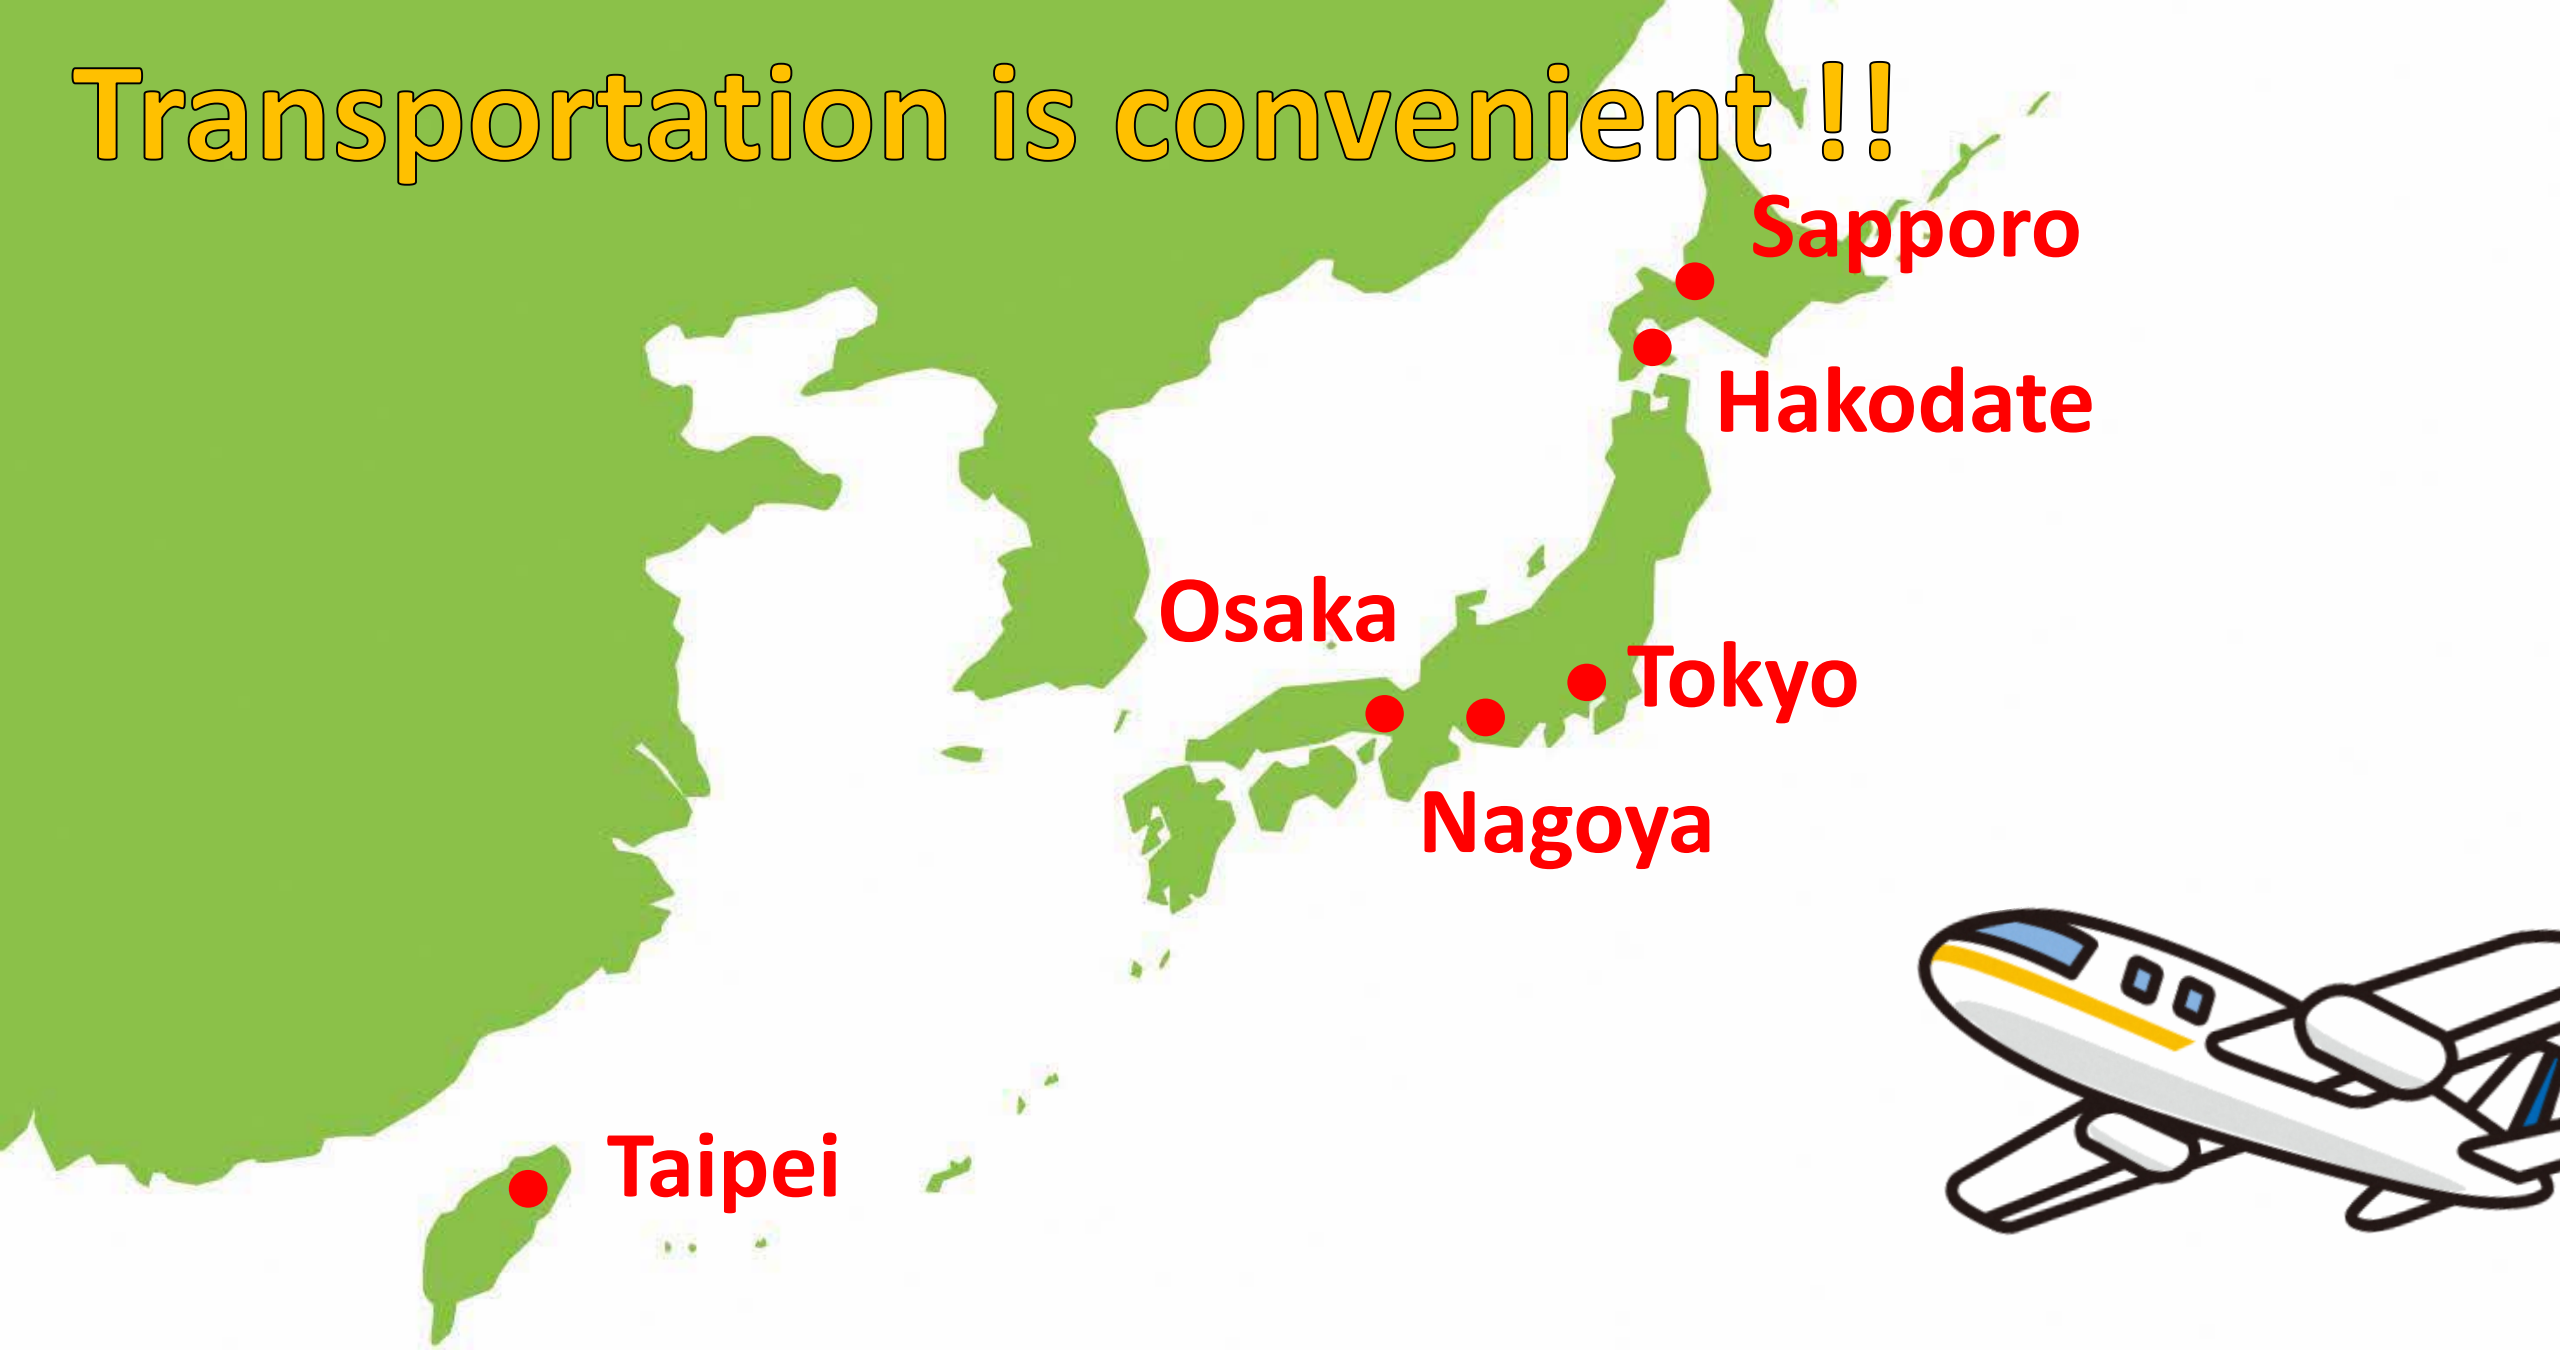 Transportation is convenient !!
Sapporo
Hakodate
Osaka
Tokyo
Nagoya
Taipei